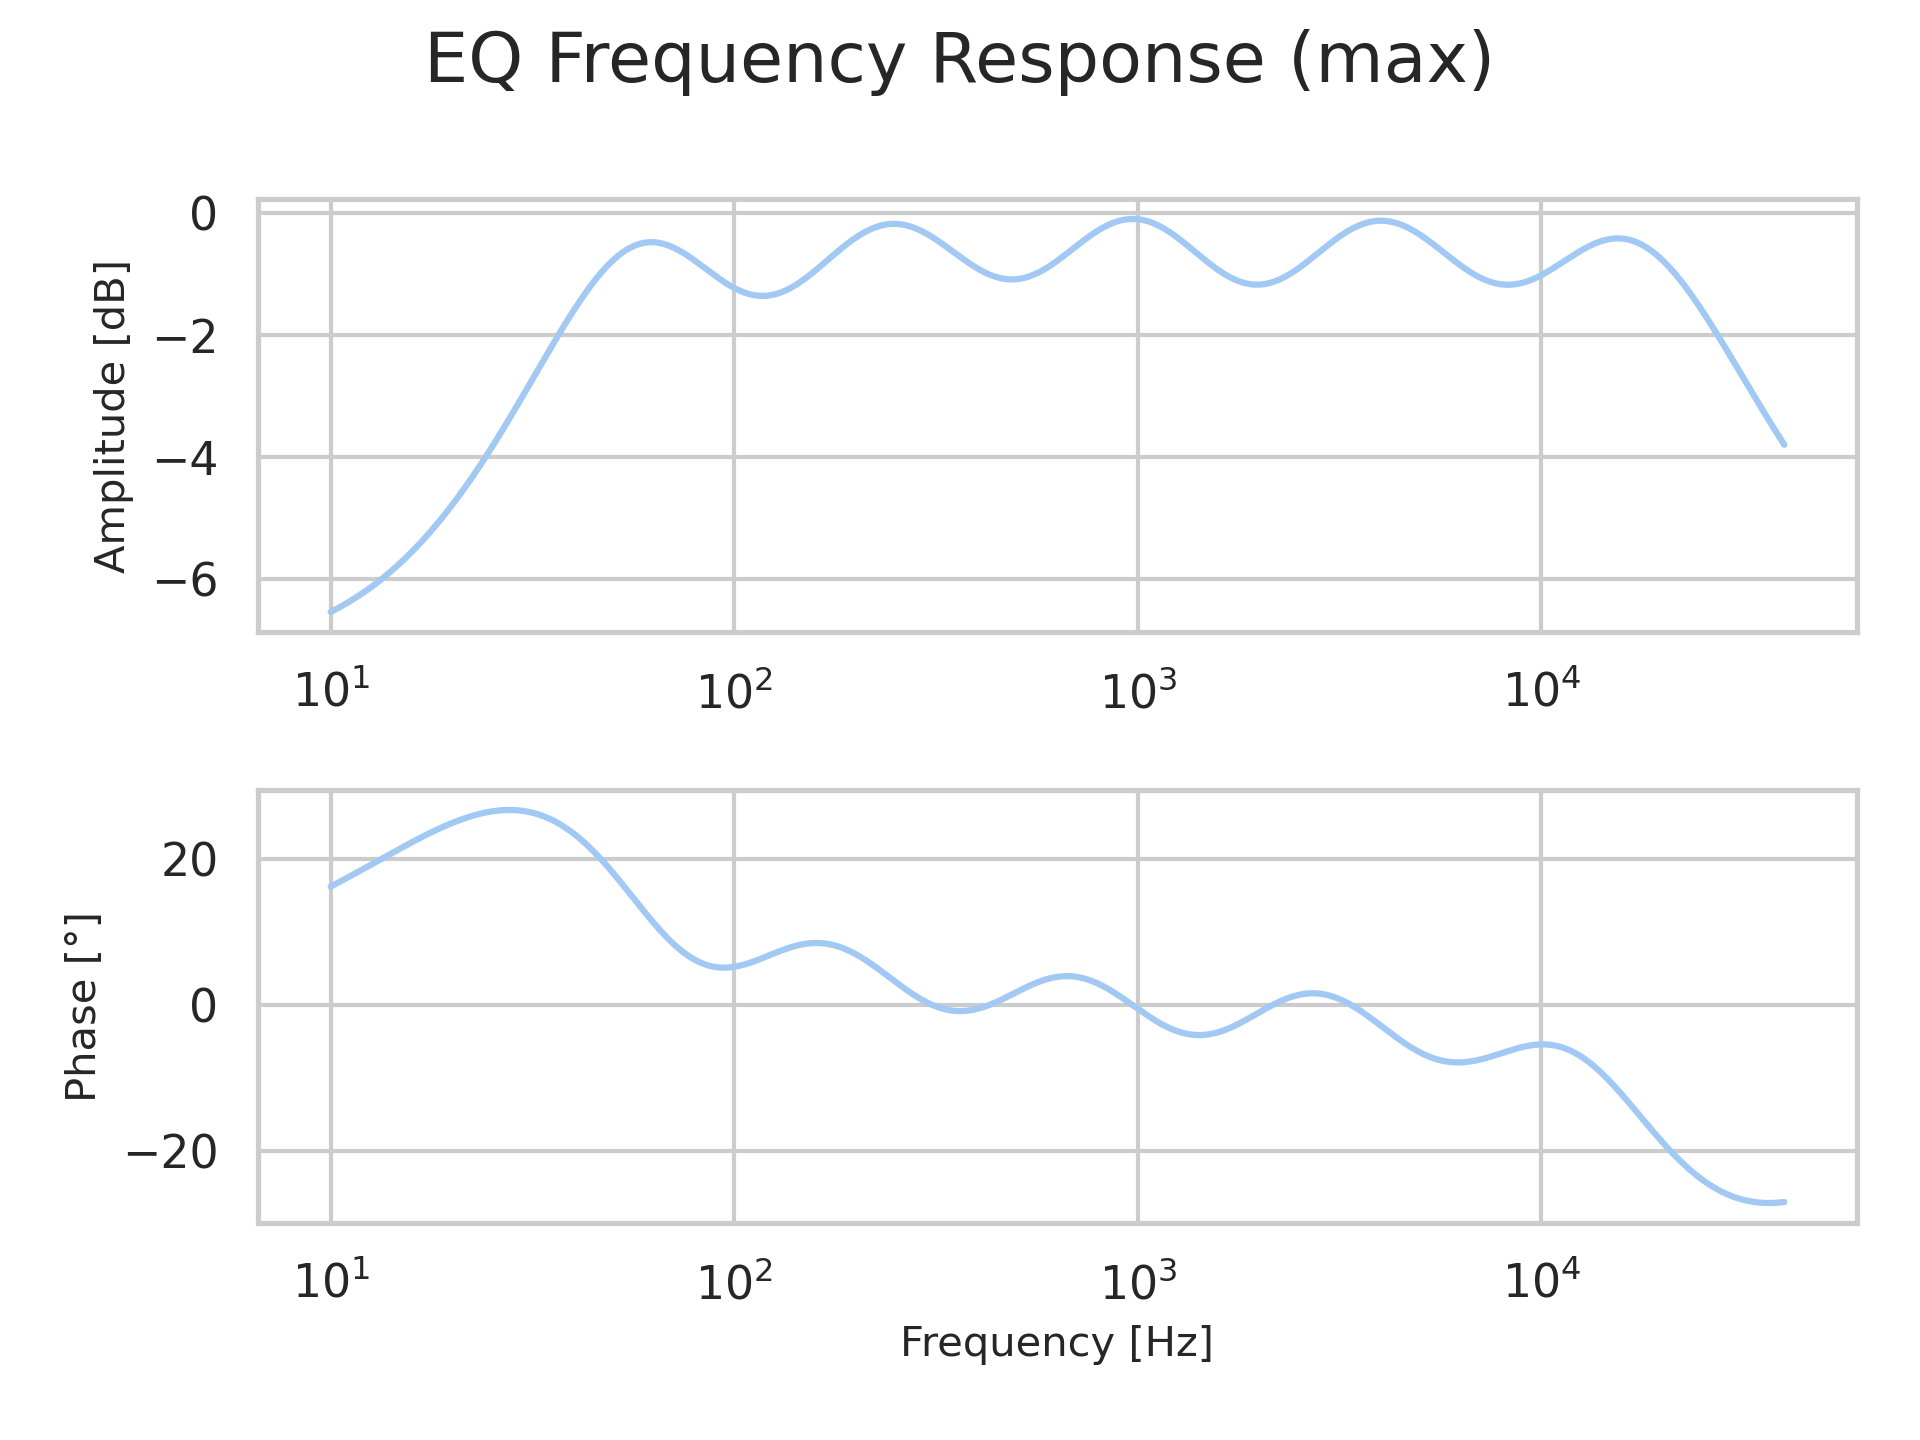 EQ Frequency Response (max)
Amplitude [dB]
0
−2
−4
−6
10¹ 10² 10³ 10⁴
Phase [°]
20
0
−20
10¹ 10² 10³ 10⁴
Frequency [Hz]